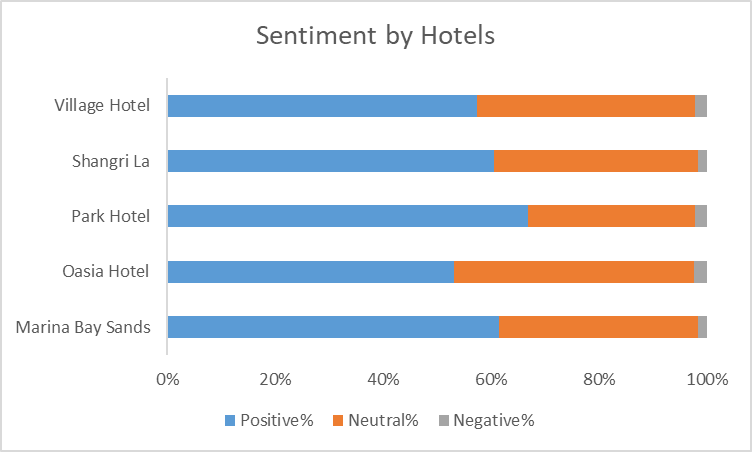 Sentiment by Hotels
Village Hotel
Shangri La
Park Hotel
Oasia Hotel
Marina Bay Sands
0% 20% 40% 60% 80% 100%
Positive% Neutral% Negative%